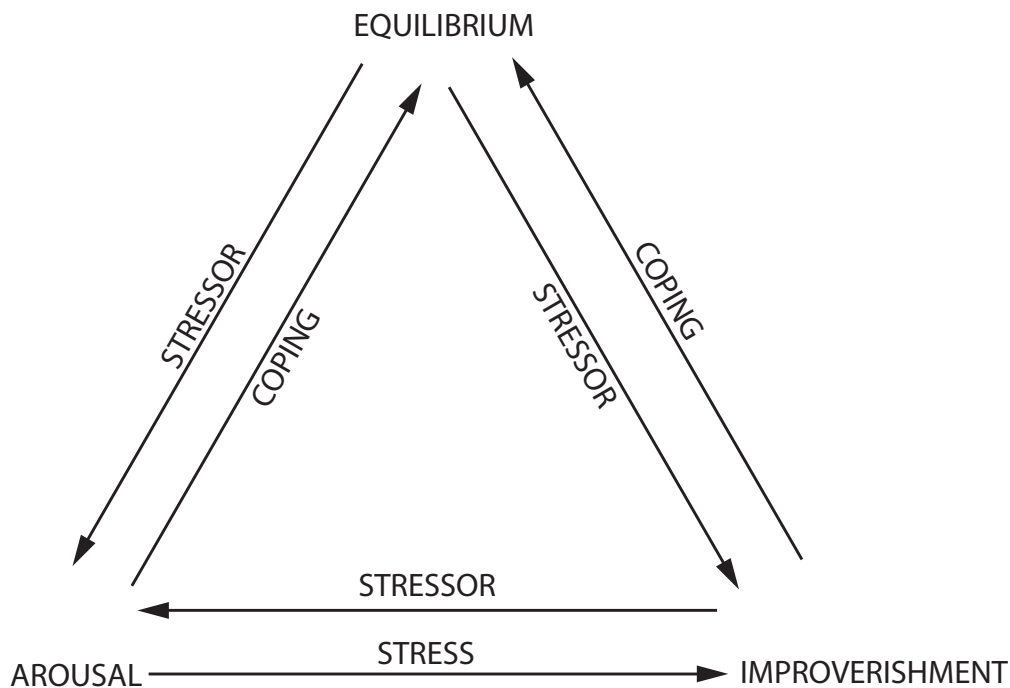 EQUILIBRIUM
STRESSOR
COPING
STRESSOR
COPING
STRESSOR
STRESS
AROUSAL
IMPROVERISHMENT